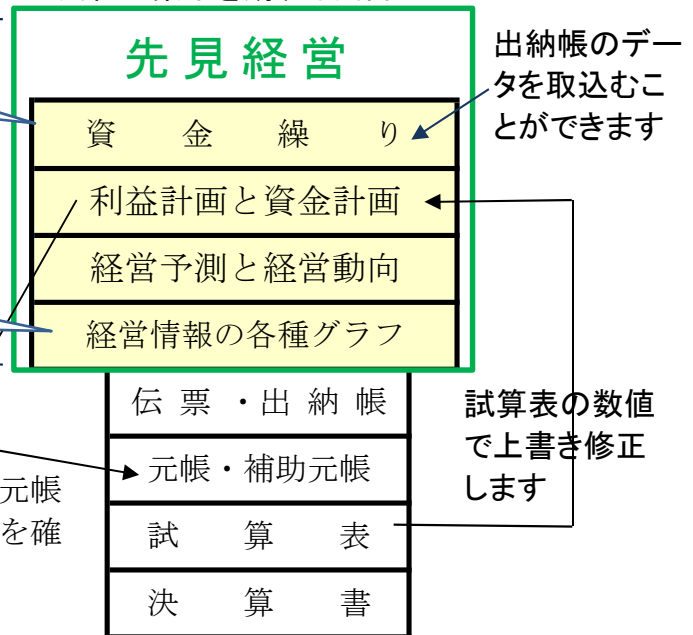 先見経営
資金繰り
利益計画と資金計画
経営予測と経営動向
経営情報の各種グラフ
伝票・出納帳
元帳・補助元帳
試算表
決算書
出納帳のデー
タを取込むこ
とができます
試算表の数値
で上書き修正
します
元帳
を確